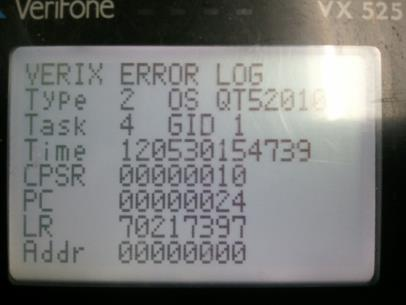 Verifone VX 525
VERIX ERROR LOG
Type 2 OS QT52010
Task 4 GID 1
Time 120530154739
CPSR 00000010
PC 00000024
LR 70217397
Addr 00000000